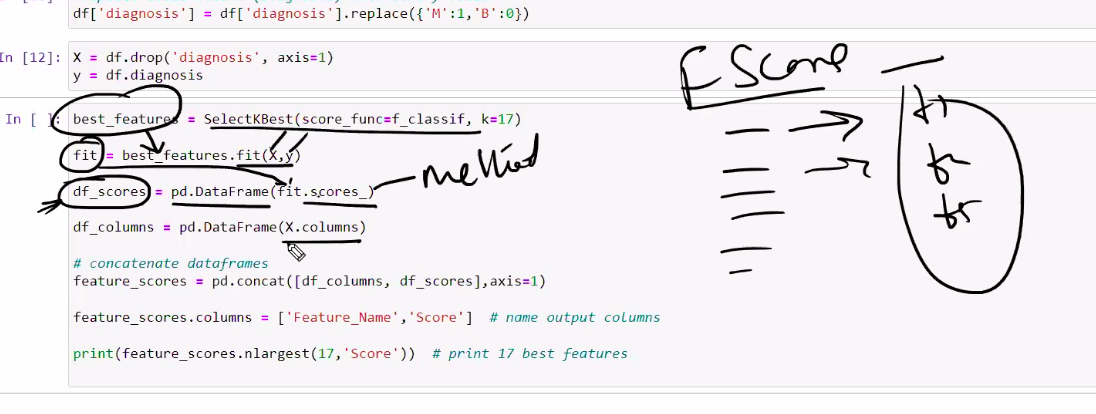 df['diagnosis'] = df['diagnosis'].replace({'M':1,'B':0})
In [12]: X = df.drop('diagnosis', axis=1)
y = df.diagnosis
In [ ]: best_features = SelectKBest(score_func=f_classif, k=17)
fit = best_features.fit(X,y)
df_scores = pd.DataFrame(fit.scores_)
df_columns = pd.DataFrame(X.columns)
# concatenate dataframes
feature_scores = pd.concat([df_columns, df_scores],axis=1)
feature_scores.columns = ['Feature_Name','Score'] # name output columns
print(feature_scores.nlargest(17,'Score')) # print 17 best features
F Score
method